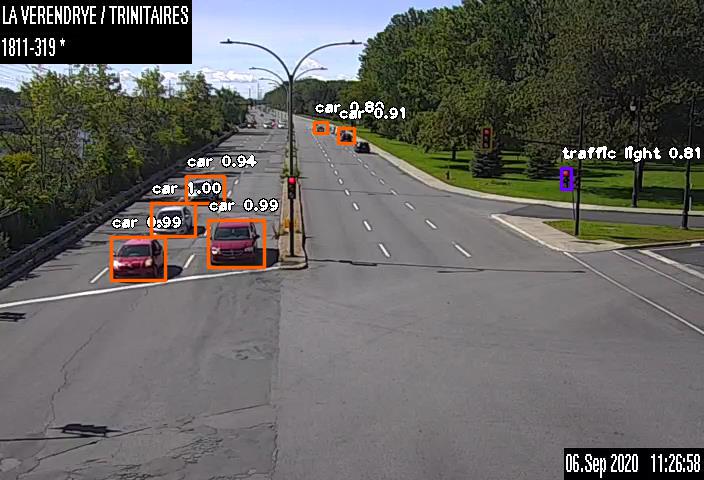 LA VERENDRYE / TRINITAIRES
1811-319 *
car 0.86
car 0.91
traffic light 0.81
car 0.94
car 1.00
car 0.99
car 0.99
06.Sep 2020 11:26:58